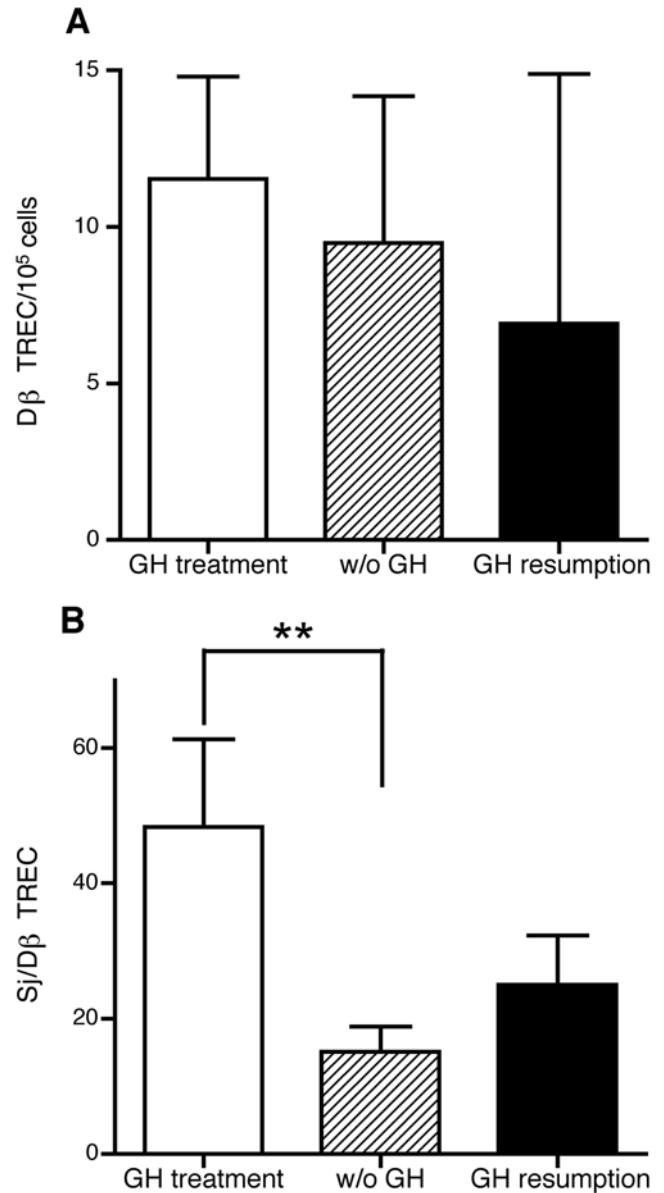 A
15
10
5
0
Dβ TREC/10⁵ cells
GH treatment w/o GH GH resumption
B
**
60
40
20
0
Sj/Dβ TREC
GH treatment w/o GH GH resumption